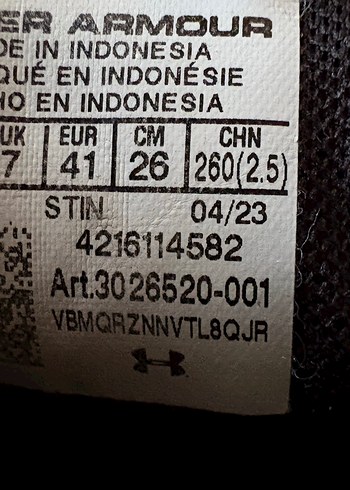 ER ARMOUR
DE IN INDONESIA
QUÉ EN INDONÉSIE
HO EN INDONESIA
UK EUR CM CHN
7 41 26 260(2.5)
STIN 04/23
4216114582
Art.3026520-001
VBMQRZNNVTL8QJR